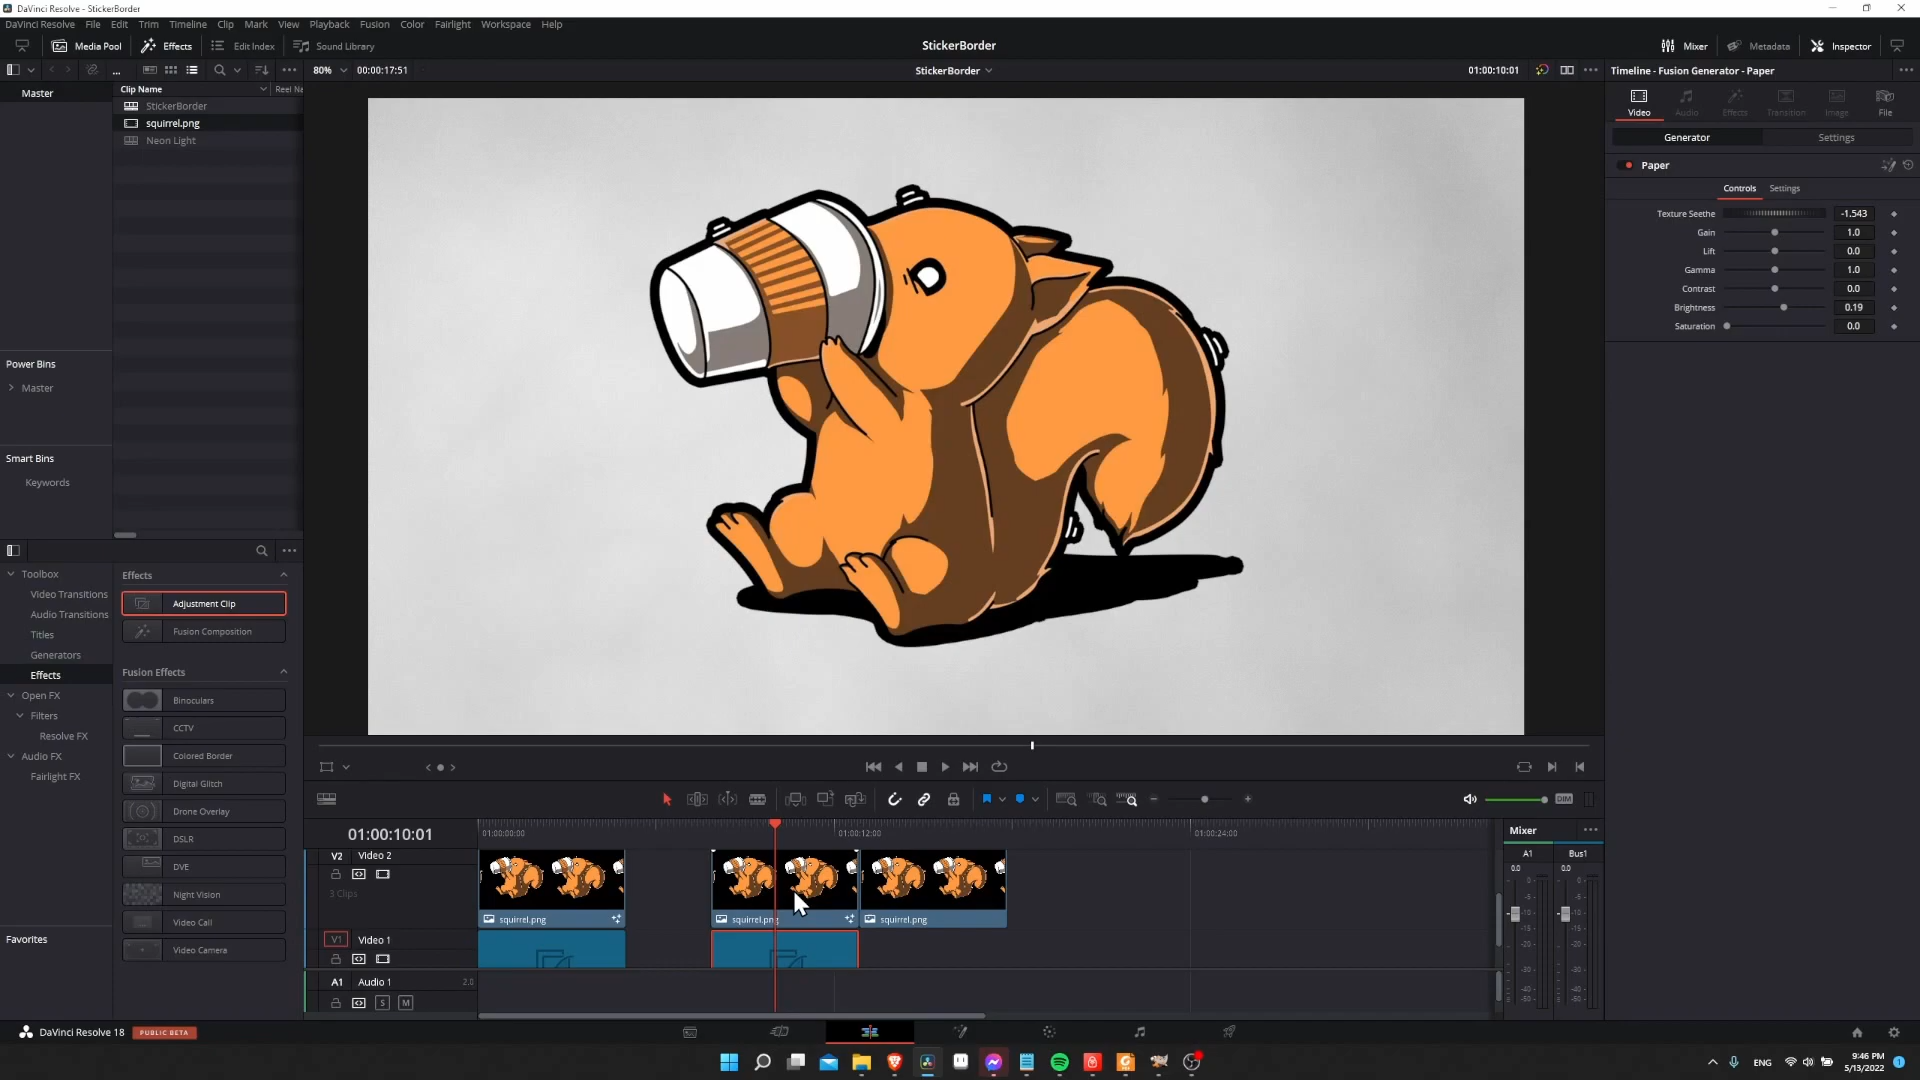 DaVinci Resolve - StickerBorder
DaVinci Resolve File Edit Trim Timeline Clip Mark View Playback Fusion Color Fairlight Workspace Help
Media Pool Effects Edit Index Sound Library StickerBorder Mixer Metadata Inspector
80% 00:00:17:51 StickerBorder 01:00:10:01 Timeline - Fusion Generator - Paper
Master Clip Name Reel Na
StickerBorder
squirrel.png
Neon Light
Video Audio Effects Transition Image File
Generator Settings
Paper
Controls Settings
Texture Seethe -1.543
Gain 1.0
Lift 0.0
Gamma 1.0
Contrast 0.0
Brightness 0.19
Saturation 0.0
Power Bins
Master
Smart Bins
Keywords
Toolbox
Video Transitions
Audio Transitions
Titles
Generators
Effects
Open FX
Filters
Resolve FX
Audio FX
Fairlight FX
Favorites
Effects
Adjustment Clip
Fusion Composition
Fusion Effects
Binoculars
CCTV
Colored Border
Digital Glitch
Drone Overlay
DSLR
DVE
Night Vision
Video Call
Video Camera
DIM
01:00:10:01 01:00:00:00 01:00:12:00 01:00:24:00
V2 Video 2
3 Clips
squirrel.png squirrel.png squirrel.png
V1 Video 1
A1 Audio 1 2.0
S M
Mixer
A1 Bus1
0.0 0.0
DaVinci Resolve 18 PUBLIC BETA
ENG 9:46 PM
5/13/2022